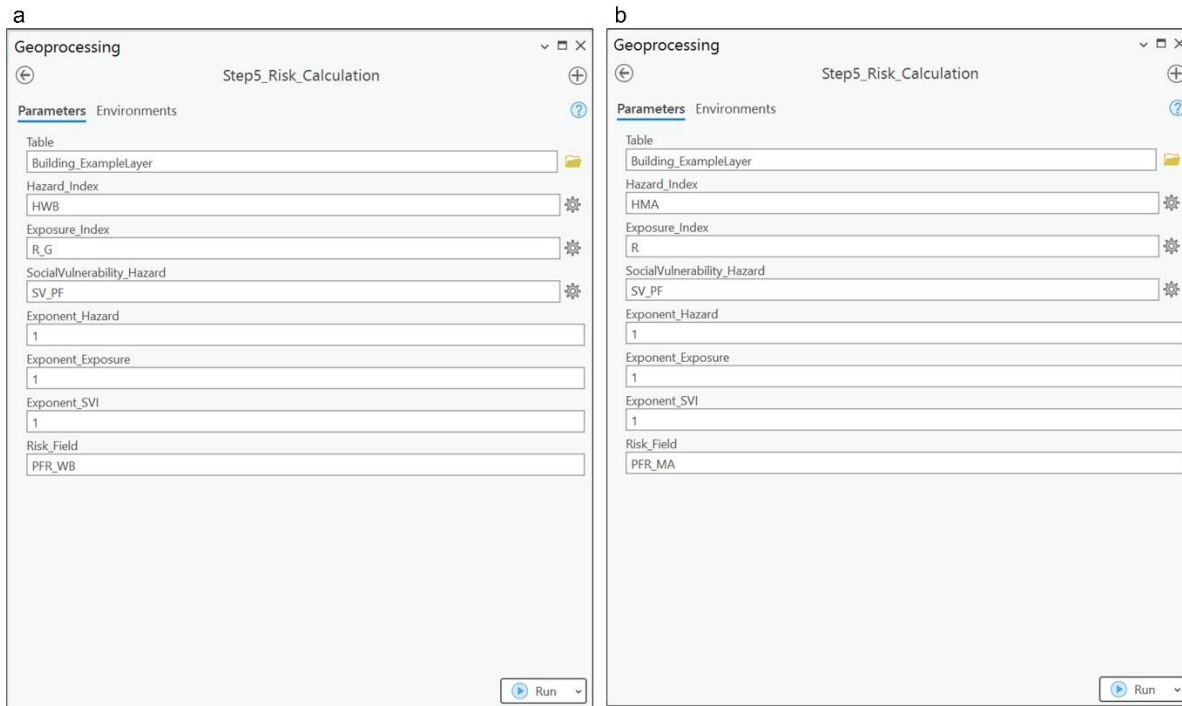 a
Geoprocessing
Step5_Risk_Calculation
Parameters Environments
Table
Building_ExampleLayer
Hazard_Index
HWB
Exposure_Index
R_G
SocialVulnerability_Hazard
SV_PF
Exponent_Hazard
1
Exponent_Exposure
1
Exponent_SVI
1
Risk_Field
PFR_WB
Run
b
Geoprocessing
Step5_Risk_Calculation
Parameters Environments
Table
Building_ExampleLayer
Hazard_Index
HMA
Exposure_Index
R
SocialVulnerability_Hazard
SV_PF
Exponent_Hazard
1
Exponent_Exposure
1
Exponent_SVI
1
Risk_Field
PFR_MA
Run